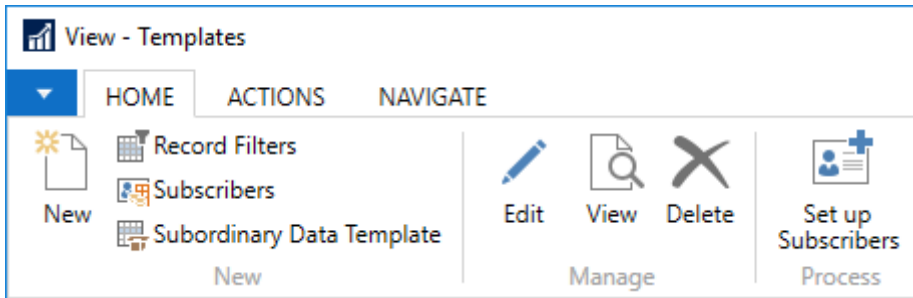 View - Templates
HOME ACTIONS NAVIGATE
New
Record Filters
Subscribers
Subordinary Data Template
New
Edit View Delete
Manage
Set up
Subscribers
Process